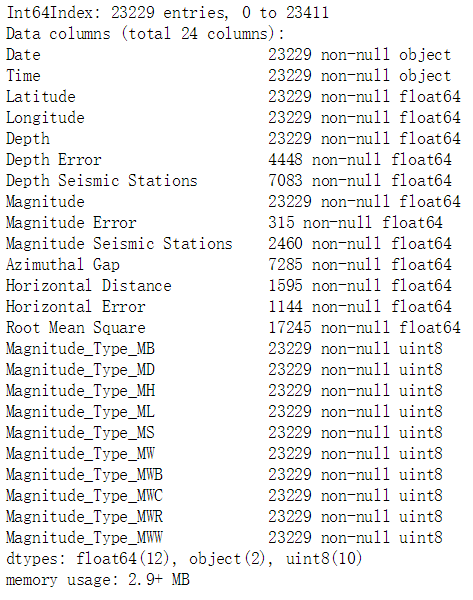 Int64Index: 23229 entries, 0 to 23411
Data columns (total 24 columns):
Date                          23229 non-null object
Time                          23229 non-null object
Latitude                      23229 non-null float64
Longitude                     23229 non-null float64
Depth                         23229 non-null float64
Depth Error                   4448 non-null float64
Depth Seismic Stations        7083 non-null float64
Magnitude                     23229 non-null float64
Magnitude Error               315 non-null float64
Magnitude Seismic Stations    2460 non-null float64
Azimuthal Gap                 7285 non-null float64
Horizontal Distance           1595 non-null float64
Horizontal Error              1144 non-null float64
Root Mean Square              17245 non-null float64
Magnitude_Type_MB             23229 non-null uint8
Magnitude_Type_MD             23229 non-null uint8
Magnitude_Type_MH             23229 non-null uint8
Magnitude_Type_ML             23229 non-null uint8
Magnitude_Type_MS             23229 non-null uint8
Magnitude_Type_MW             23229 non-null uint8
Magnitude_Type_MWB            23229 non-null uint8
Magnitude_Type_MWC            23229 non-null uint8
Magnitude_Type_MWR            23229 non-null uint8
Magnitude_Type_MWW            23229 non-null uint8
dtypes: float64(12), object(2), uint8(10)
memory usage: 2.9+ MB